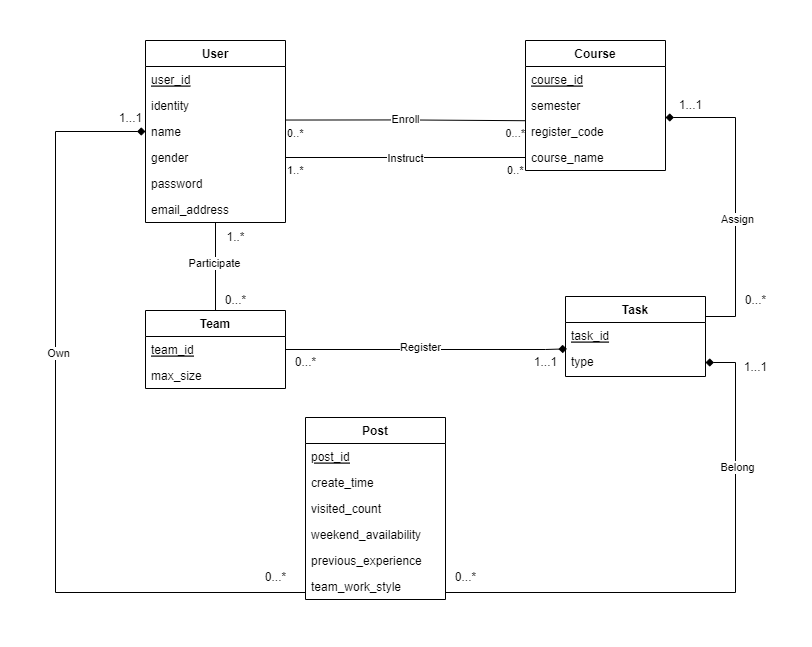 User
user_id
identity
name
gender
password
email_address
Course
course_id
semester
register_code
course_name
1...1
Enroll
0..*
0...*
Instruct
1..*
0..*
1...1
Assign
0...*
1..*
Participate
0...*
Team
team_id
max_size
Task
task_id
type
Register
0...*
1...1
1...1
Own
Belong
Post
post_id
create_time
visited_count
weekend_availability
previous_experience
team_work_style
0...*
0...*